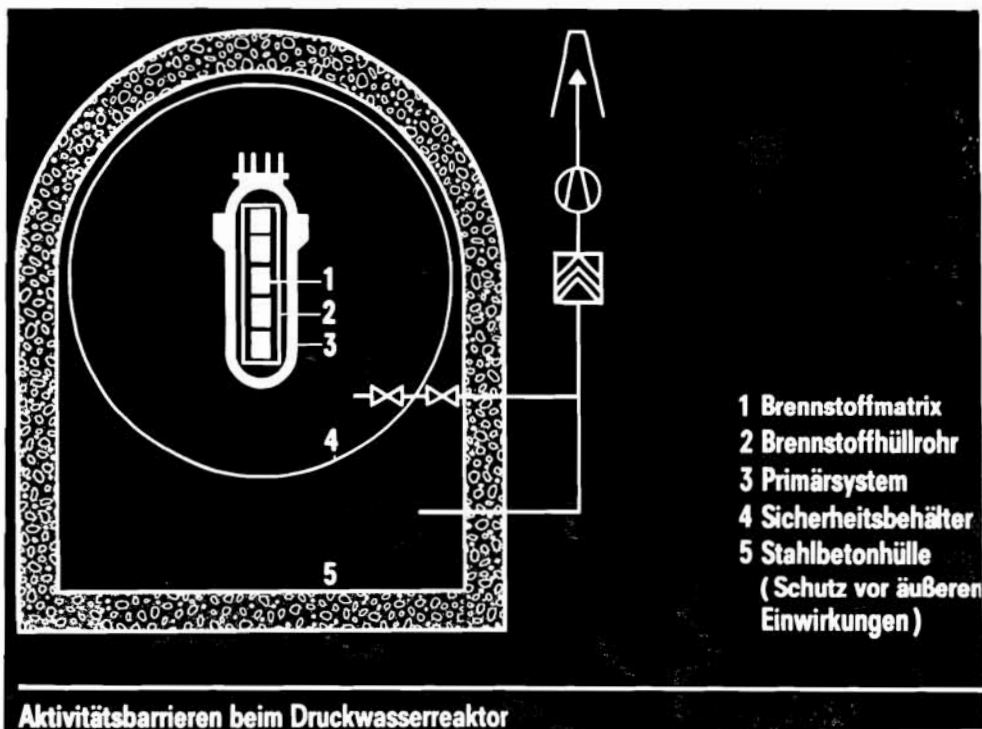 1
2
3
4
5
1 Brennstoffmatrix
2 Brennstoffhüllrohr
3 Primärsystem
4 Sicherheitsbehälter
5 Stahlbetonhülle
(Schutz vor äußeren
Einwirkungen)
Aktivitätsbarrieren beim Druckwasserreaktor